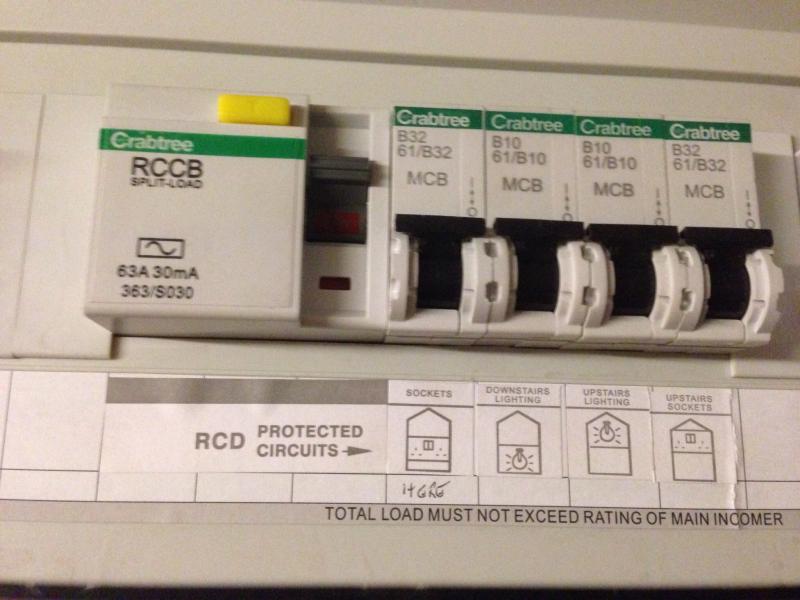 Crabtree
RCCB
SPLIT-LOAD
63A 30mA
363/S030
Crabtree
B32
61/B32
MCB
Crabtree
B10
61/B10
MCB
Crabtree
B10
61/B10
MCB
Crabtree
B32
61/B32
MCB
RCD PROTECTED
CIRCUITS
SOCKETS
DOWNSTAIRS
LIGHTING
UPSTAIRS
LIGHTING
UPSTAIRS
SOCKETS
TOTAL LOAD MUST NOT EXCEED RATING OF MAIN INCOMER